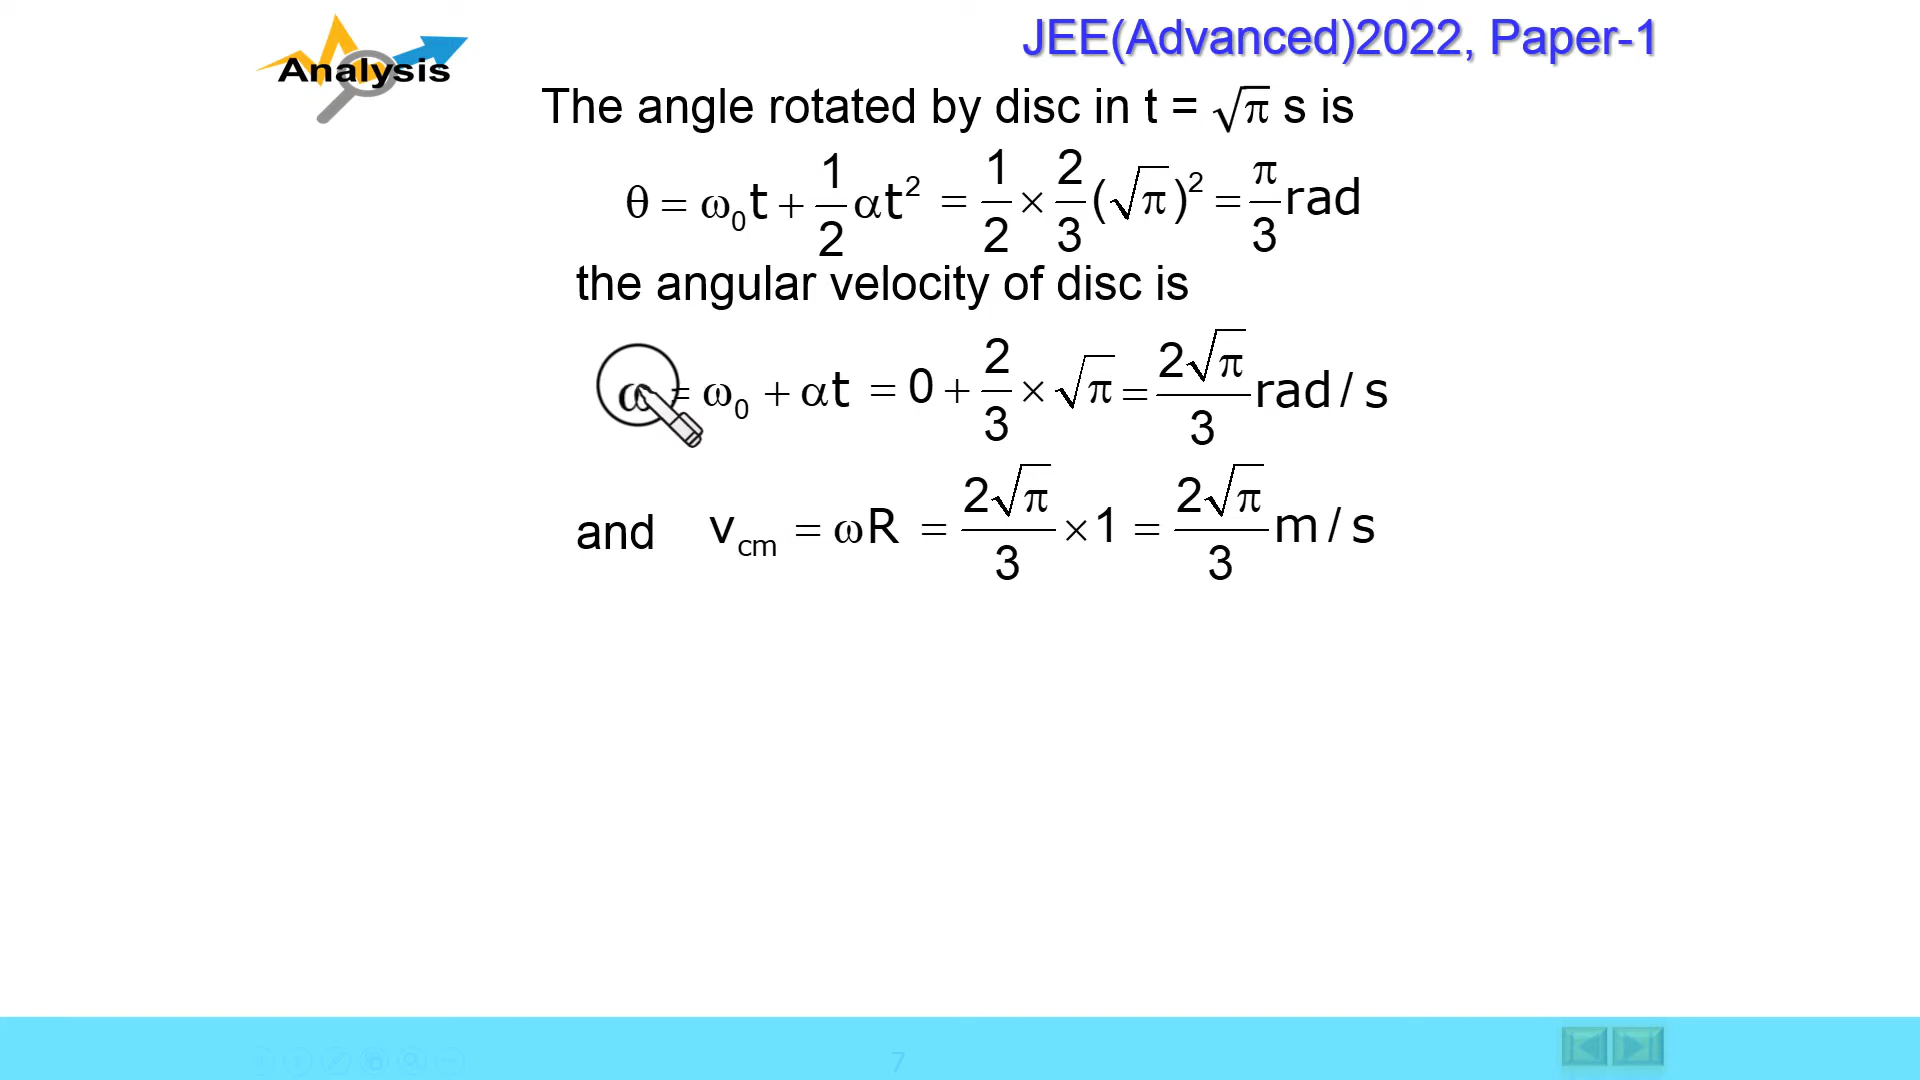 Analysis
JEE(Advanced)2022, Paper-1
The angle rotated by disc in t = √π s is
θ = ω₀t + 1/2 αt² = 1/2 × 2/3 (√π)² = π/3 rad
the angular velocity of disc is
ω = ω₀ + αt = 0 + 2/3 × √π = 2√π/3 rad / s
and v_cm = ωR = 2√π/3 × 1 = 2√π/3 m / s
7